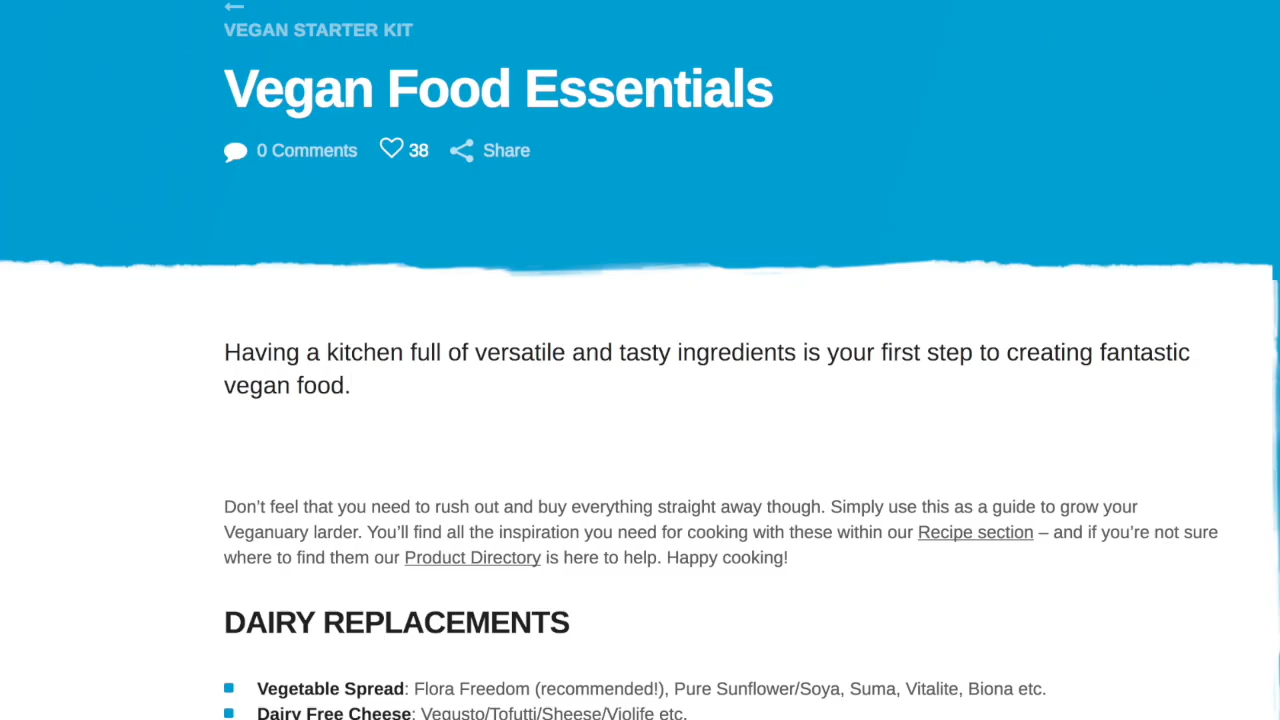 VEGAN STARTER KIT
Vegan Food Essentials
0 Comments 38 Share
Having a kitchen full of versatile and tasty ingredients is your first step to creating fantastic
vegan food.
Don’t feel that you need to rush out and buy everything straight away though. Simply use this as a guide to grow your
Veganuary larder. You’ll find all the inspiration you need for cooking with these within our Recipe section – and if you’re not sure
where to find them our Product Directory is here to help. Happy cooking!
DAIRY REPLACEMENTS
Vegetable Spread: Flora Freedom (recommended!), Pure Sunflower/Soya, Suma, Vitalite, Biona etc.
Dairy Free Cheese: Vegusto/Tofutti/Sheese/Violife etc.